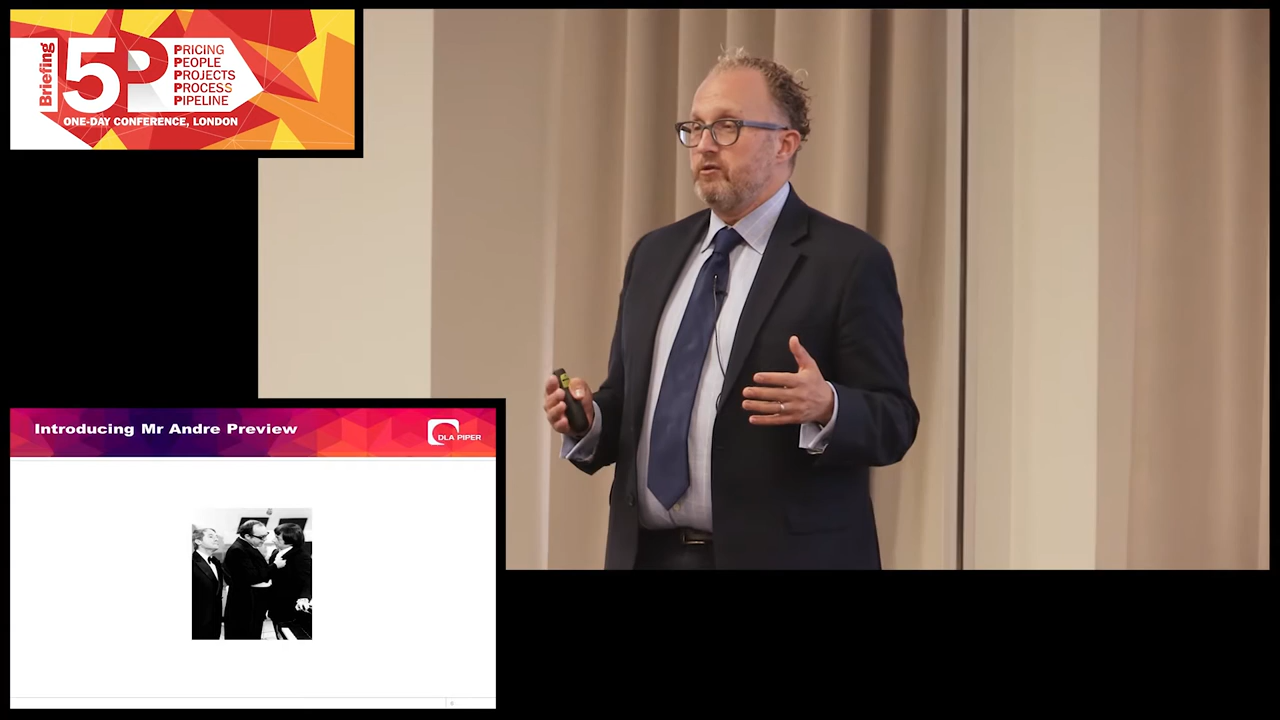 Briefing
5P
PRICING
PEOPLE
PROJECTS
PROCESS
PIPELINE
ONE-DAY CONFERENCE, LONDON
Introducing Mr Andre Preview
DLA PIPER